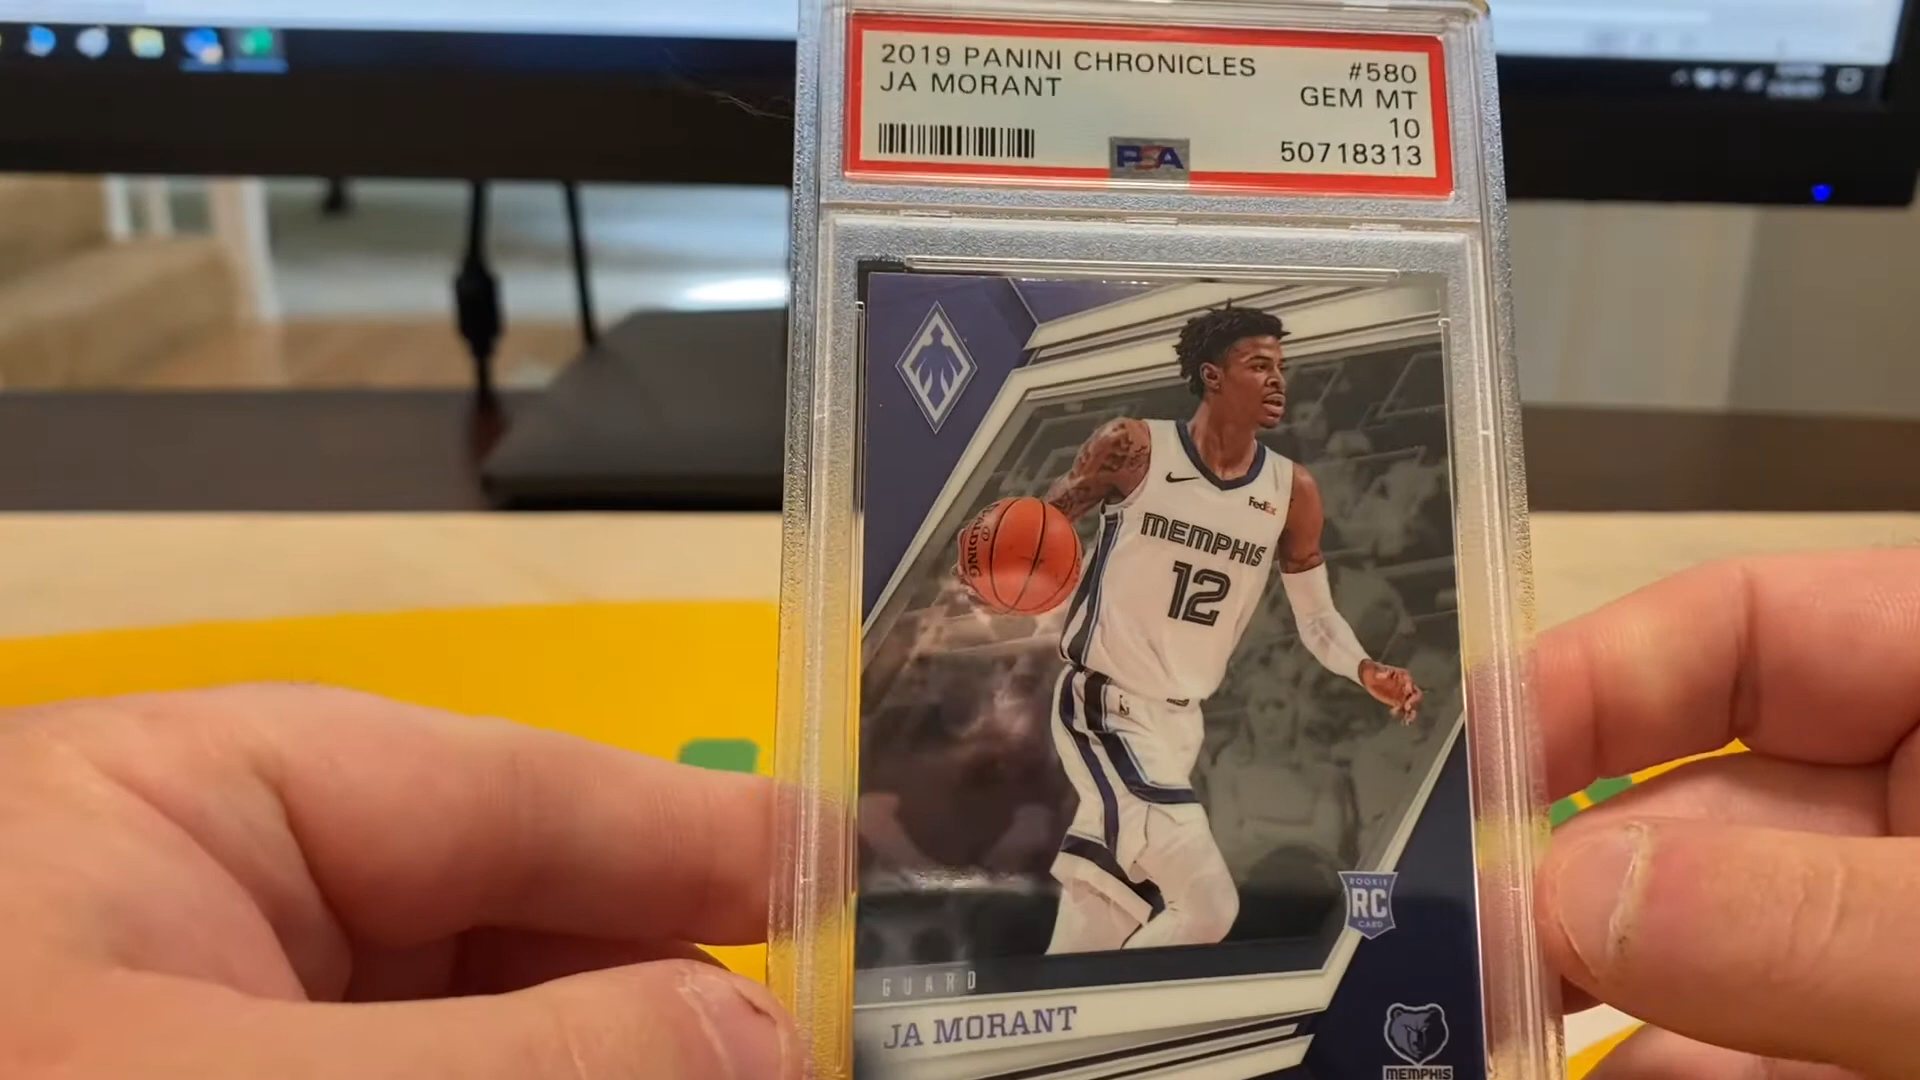 2019 PANINI CHRONICLES
#580
JA MORANT
GEM MT
10
PSA
50718313
FedEx
SPALDING
MEMPHIS
12
ROOKIE
RC
CARD
GUARD
JA MORANT
MEMPHIS